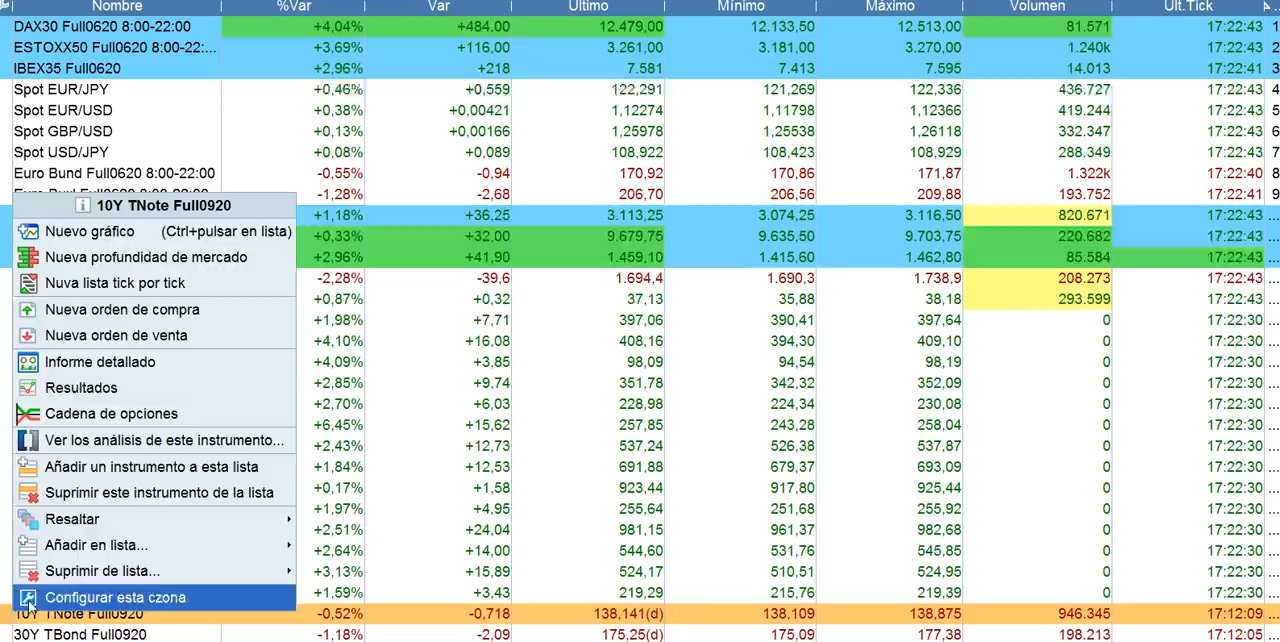 Nombre %Var Var Último Mínimo Máximo Volumen Últ.Tick
DAX30 Full0620 8:00-22:00 +4,04% +484,00 12.479,00 12.133,50 12.513,00 81.571 17:22:43 1
ESTOXX50 Full0620 8:00-22:... +3,69% +116,00 3.261,00 3.181,00 3.270,00 1.240k 17:22:43 2
IBEX35 Full0620 +2,96% +218 7.581 7.413 7.595 14.013 17:22:41 3
Spot EUR/JPY +0,46% +0,559 122,291 121,269 122,336 436.727 17:22:43 4
Spot EUR/USD +0,38% +0,00421 1,12274 1,11798 1,12366 419.244 17:22:43 5
Spot GBP/USD +0,13% +0,00166 1,25978 1,25538 1,26118 332.347 17:22:43 6
Spot USD/JPY +0,08% +0,089 108,922 108,423 108,929 288.349 17:22:43 7
Euro Bund Full0620 8:00-22:00 -0,55% -0,94 170,92 170,86 171,87 1.322k 17:22:40 8
-1,28% -2,68 206,70 206,56 209,88 193.752 17:22:41 9
10Y TNote Full0920 +1,18% +36,25 3.113,25 3.074,25 3.116,50 820.671 17:22:43 ...
Nuevo gráfico (Ctrl+pulsar en lista) +0,33% +32,00 9.679,75 9.635,50 9.703,75 220.682 17:22:43 ...
Nueva profundidad de mercado +2,96% +41,90 1.459,10 1.415,60 1.462,80 85.584 17:22:43 ...
Nuva lista tick por tick -2,28% -39,6 1.694,4 1.690,3 1.738,9 208.273 17:22:43 ...
Nueva orden de compra +0,87% +0,32 37,13 35,88 38,18 293.599 17:22:43 ...
+1,98% +7,71 397,06 390,41 397,64 0 17:22:30 ...
Nueva orden de venta +4,10% +16,08 408,16 394,30 409,10 0 17:22:30 ...
Informe detallado +4,09% +3,85 98,09 94,54 98,19 0 17:22:30 ...
Resultados +2,85% +9,74 351,78 342,32 352,09 0 17:22:30 ...
Cadena de opciones +2,70% +6,03 228,98 224,34 230,08 0 17:22:30 ...
+6,45% +15,62 257,85 243,28 258,04 0 17:22:30 ...
Ver los análisis de este instrumento... +2,43% +12,73 537,24 526,38 537,87 0 17:22:30 ...
Añadir un instrumento a esta lista +1,84% +12,53 691,88 679,37 693,09 0 17:22:30 ...
Suprimir este instrumento de la lista +0,17% +1,58 923,44 917,80 925,44 0 17:22:30 ...
Resaltar +1,97% +4,95 255,64 251,68 255,92 0 17:22:30 ...
+2,51% +24,04 981,15 961,37 982,68 0 17:22:30 ...
Añadir en lista... +2,64% +14,00 544,60 531,76 545,85 0 17:22:30 ...
Suprimir de lista... +3,13% +15,89 524,17 510,51 524,95 0 17:22:30 ...
Configurar esta czona +1,59% +3,43 219,29 215,76 219,39 0 17:22:30 ...
10Y TNote Full0920 -0,52% -0,718 138,141(d) 138,109 138,875 946.345 17:12:09 ...
30Y TBond Full0920 -1,18% -2,09 175,25(d) 175,09 177,38 198.213 17:12:05 ...